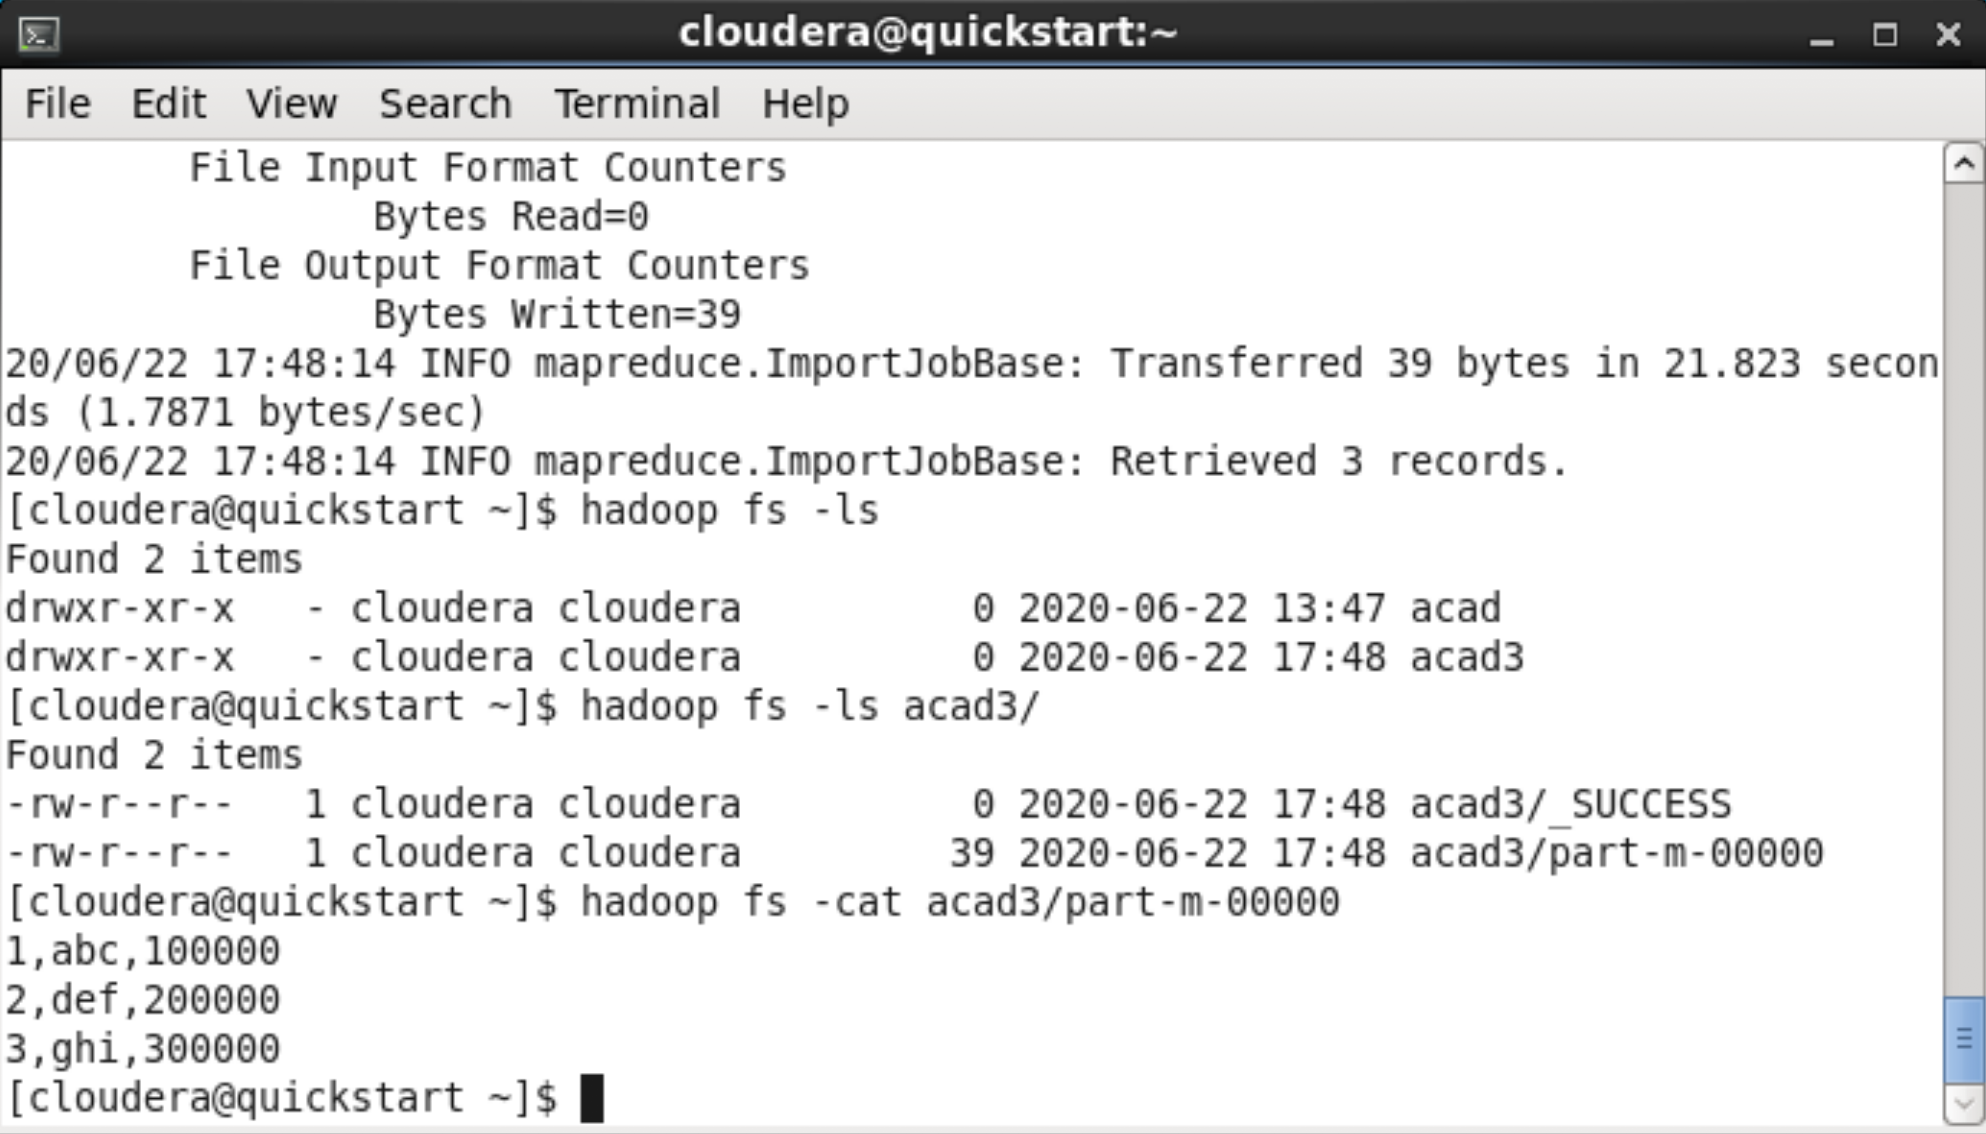 cloudera@quickstart:~
File Edit View Search Terminal Help
File Input Format Counters
Bytes Read=0
File Output Format Counters
Bytes Written=39
20/06/22 17:48:14 INFO mapreduce.ImportJobBase: Transferred 39 bytes in 21.823 secon
ds (1.7871 bytes/sec)
20/06/22 17:48:14 INFO mapreduce.ImportJobBase: Retrieved 3 records.
[cloudera@quickstart ~]$ hadoop fs -ls
Found 2 items
drwxr-xr-x   - cloudera cloudera          0 2020-06-22 13:47 acad
drwxr-xr-x   - cloudera cloudera          0 2020-06-22 17:48 acad3
[cloudera@quickstart ~]$ hadoop fs -ls acad3/
Found 2 items
-rw-r--r--   1 cloudera cloudera          0 2020-06-22 17:48 acad3/_SUCCESS
-rw-r--r--   1 cloudera cloudera         39 2020-06-22 17:48 acad3/part-m-00000
[cloudera@quickstart ~]$ hadoop fs -cat acad3/part-m-00000
1,abc,100000
2,def,200000
3,ghi,300000
[cloudera@quickstart ~]$